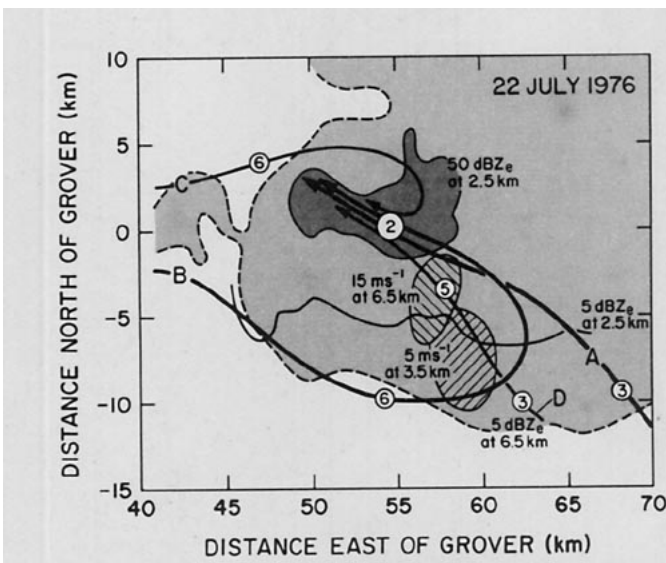 22 JULY 1976
DISTANCE NORTH OF GROVER (km)
10
5
0
-5
-10
-15
C
6
50 dBZe
at 2.5 km
2
B
15 ms⁻¹
at 6.5 km
5
5 dBZe
at 2.5 km
5 ms⁻¹
at 3.5 km
A
6
3
D
3
5 dBZe
at 6.5 km
40
45
50
55
60
65
70
DISTANCE EAST OF GROVER (km)